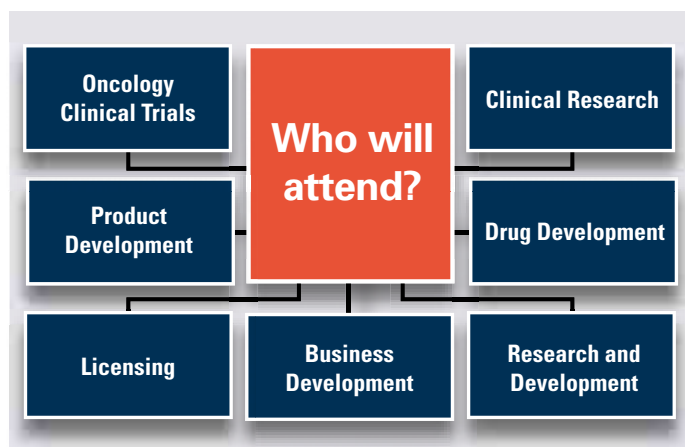 Oncology
Clinical Trials
Who will
attend?
Clinical Research
Product
Development
Drug Development
Licensing
Business
Development
Research and
Development